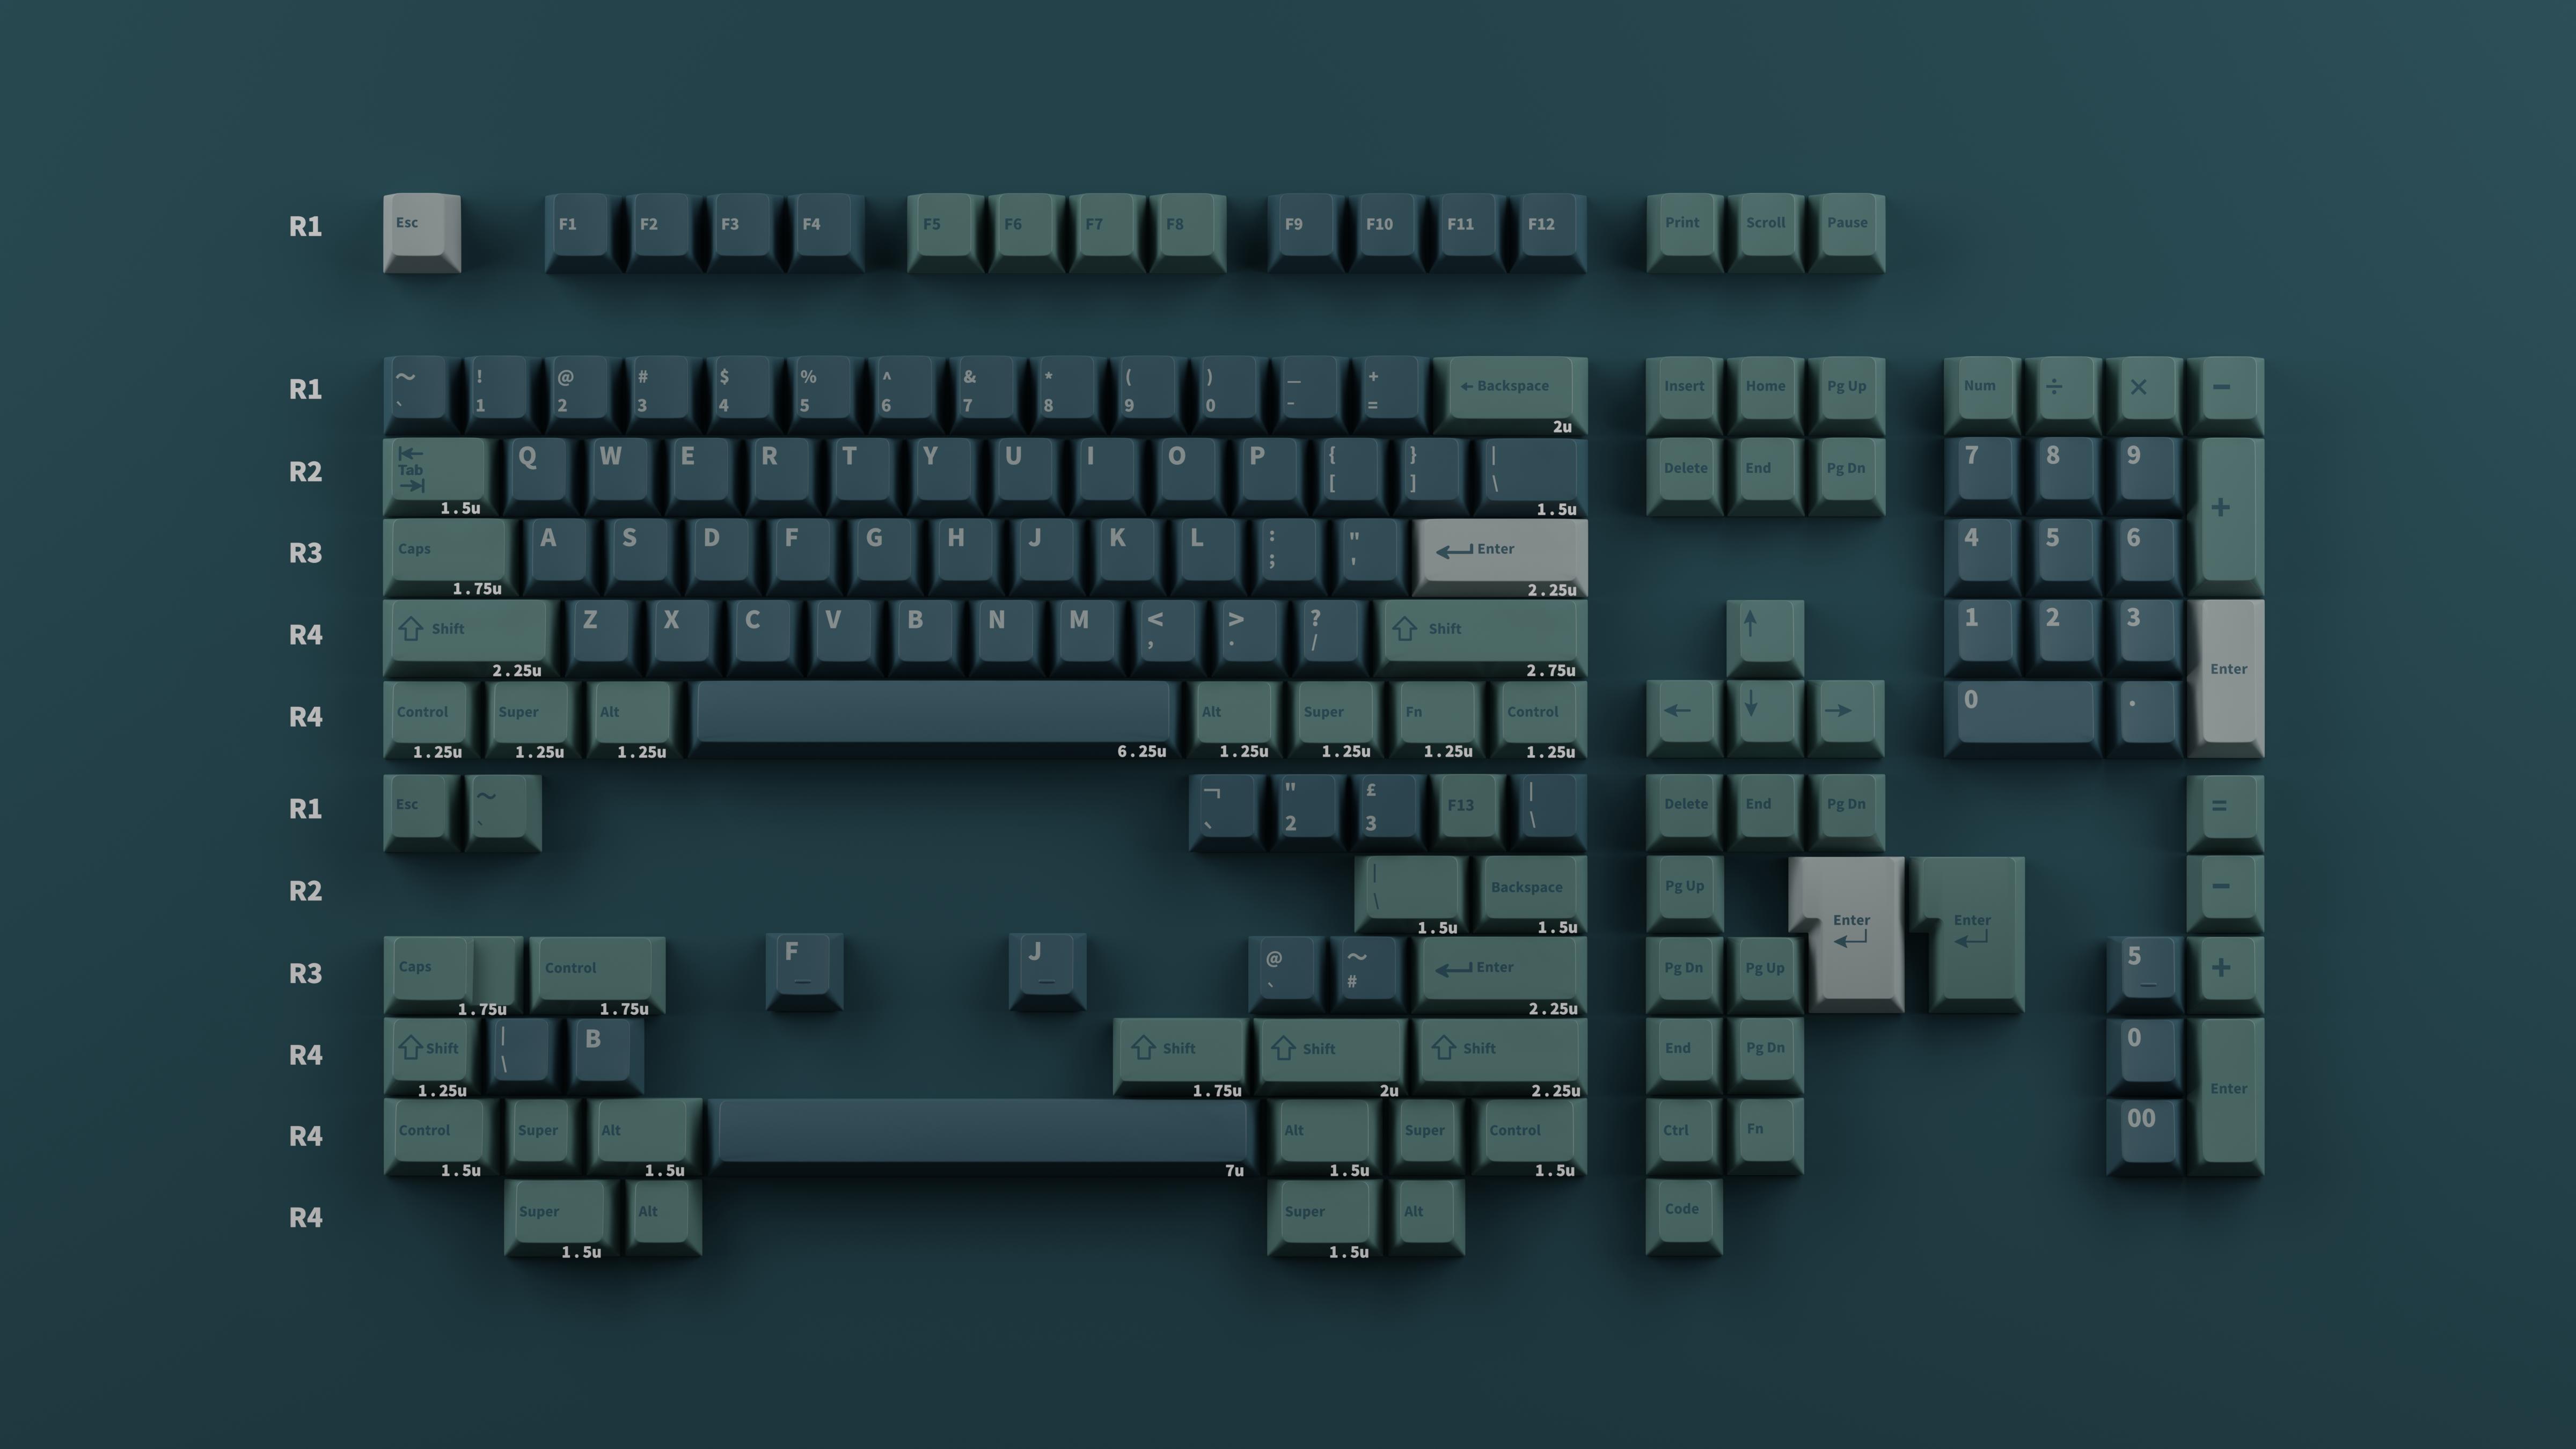 R1 Esc F1 F2 F3 F4 F5 F6 F7 F8 F9 F10 F11 F12 Print Scroll Pause
~ ! @ # $ % ^ & * ( ) — +
R1 ` 1 2 3 4 5 6 7 8 9 0 - = ← Backspace Insert Home Pg Up Num ÷ × −
2u
R2 Tab Q W E R T Y U I O P { [ } ] | \ Delete End Pg Dn 7 8 9 +
1.5u 1.5u
R3 Caps A S D F G H J K L : ; " ' Enter 4 5 6
1.75u 2.25u
R4 Shift Z X C V B N M < , > . ? / Shift ↑ 1 2 3 Enter
2.25u 2.75u
R4 Control Super Alt Alt Super Fn Control ← ↓ → 0 .
1.25u 1.25u 1.25u 6.25u 1.25u 1.25u 1.25u 1.25u
R1 Esc ~ ` ¬ ` " 2 £ 3 F13 | \ Delete End Pg Dn =
R2 | \ Backspace Pg Up Enter Enter −
1.5u 1.5u
R3 Caps Control F _ J _ @ ` ~ # Enter Pg Dn Pg Up 5 _ +
1.75u 1.75u 2.25u
R4 Shift | \ B Shift Shift Shift End Pg Dn 0 Enter
1.25u 1.75u 2u 2.25u
R4 Control Super Alt Alt Super Control Ctrl Fn 00
1.5u 1.5u 7u 1.5u 1.5u
R4 Super Alt Super Alt Code
1.5u 1.5u